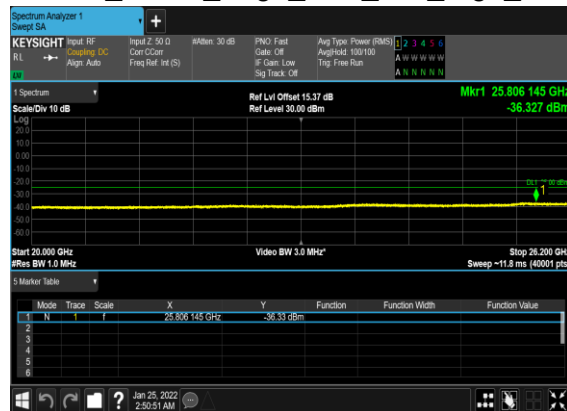 Spectrum Analyzer 1
Swept SA
+
KEYSIGHT Input: RF Input Z: 50 Ω #Atten: 30 dB PNO: Fast Avg Type: Power (RMS) 1 2 3 4 5 6
RL Coupling: DC Corr CCorr Gate: Off Avg|Hold: 100/100 A W W W W W
Align: Auto Freq Ref: Int (S) IF Gain: Low Trig: Free Run
Sig Track: Off A N N N N N
1 Spectrum Ref Lvl Offset 15.37 dB Mkr1 25.806 145 GHz
Scale/Div 10 dB Ref Level 30.00 dBm -36.327 dBm
Log
20.0
10.0
0.00
-10.0
-20.0
-30.0
1
-40.0
-50.0
-60.0
Start 20.000 GHz Video BW 3.0 MHz* Stop 26.200 GHz
#Res BW 1.0 MHz Sweep ~11.8 ms (40001 pts
5 Marker Table
Mode Trace Scale X Y Function Function Width Function Value
1 N 1 f 25.806 145 GHz -36.33 dBm
2
3
4
5
6
? Jan 25, 2022
2:50:51 AM